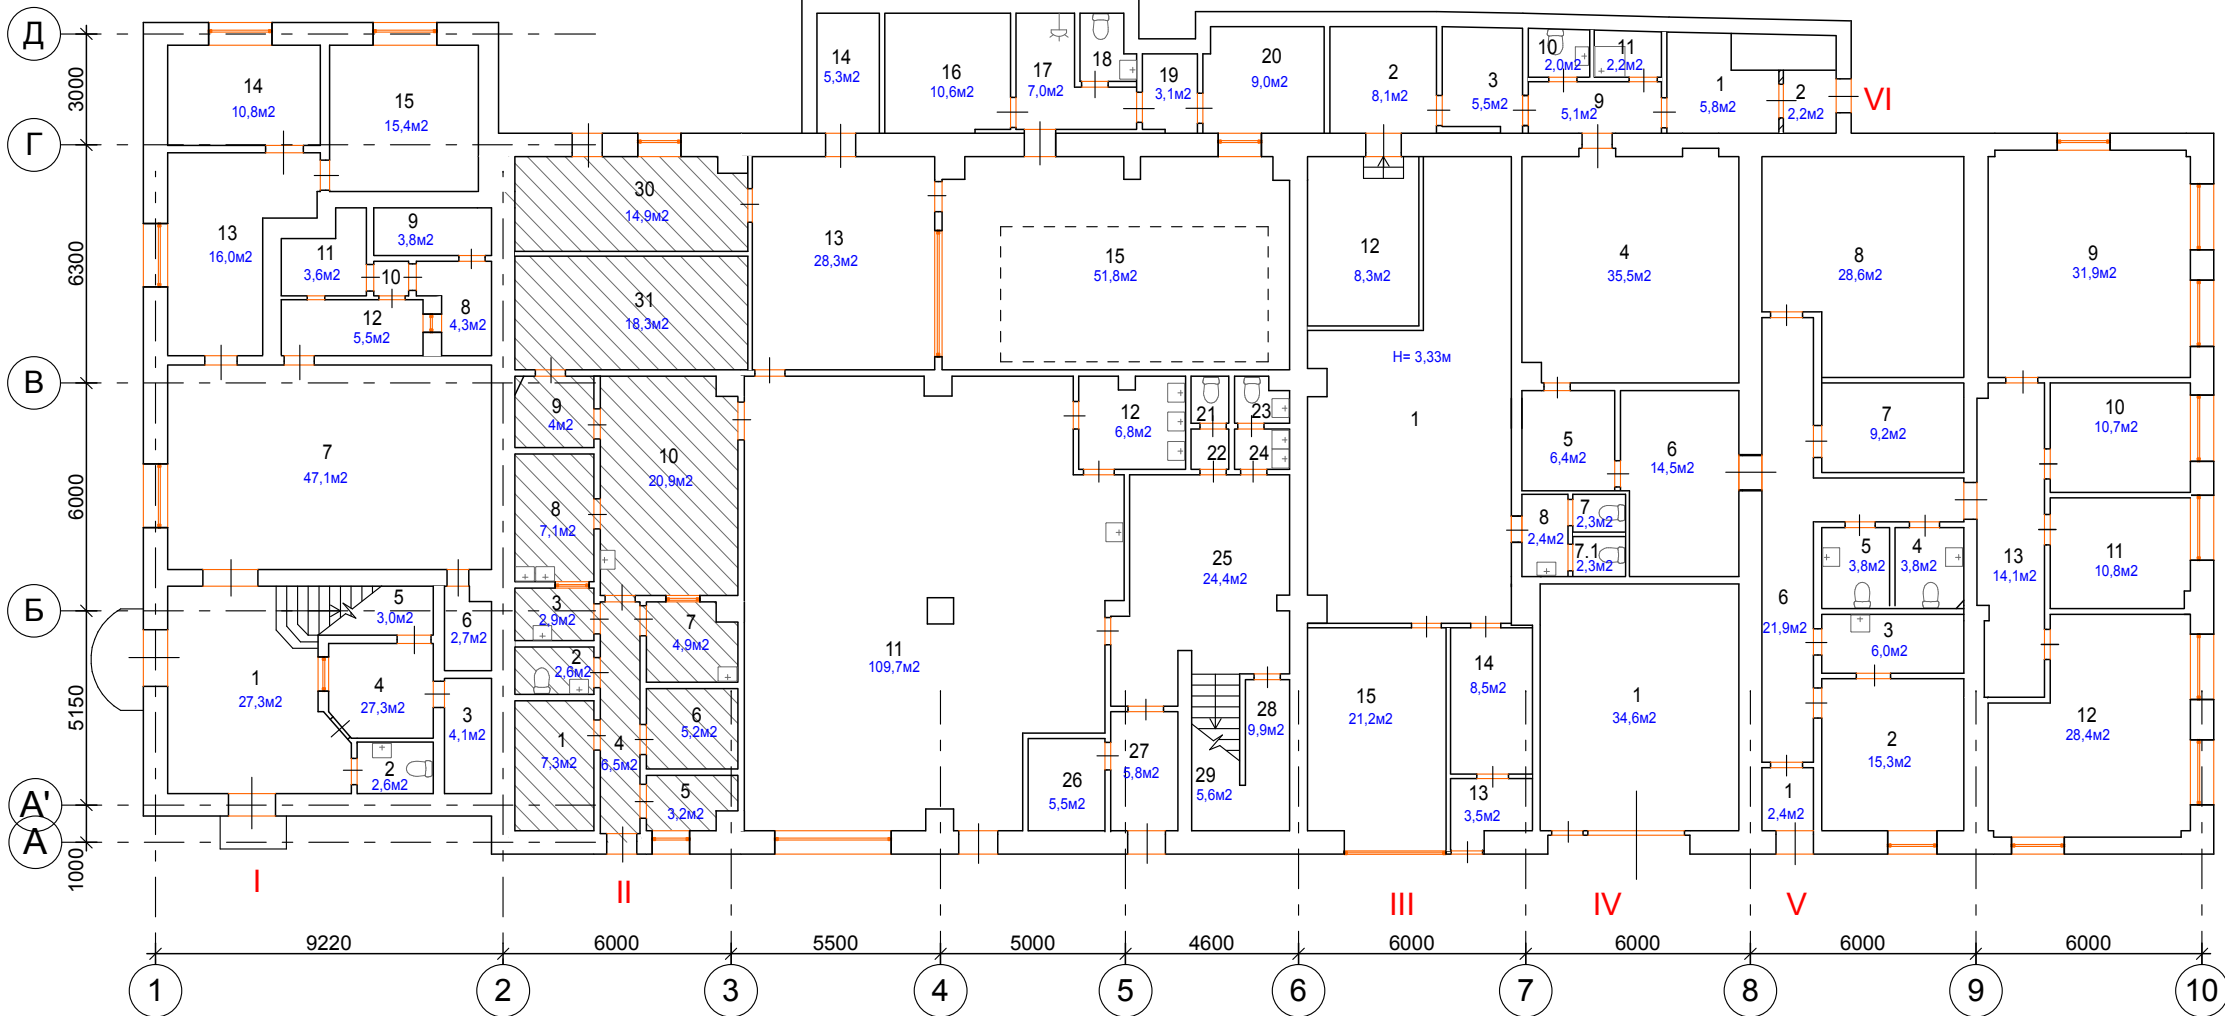 Д
Г
В
Б
А'
А
3000
6300
6000
5150
1000
14
10,8м2
15
15,4м2
13
16,0м2
9
3,8м2
11
3,6м2
10
8
4,3м2
12
5,5м2
7
47,1м2
5
3,0м2
6
2,7м2
1
27,3м2
4
27,3м2
3
4,1м2
2
2,6м2
I
30
14,9м2
31
18,3м2
9
4м2
10
20,9м2
8
7,1м2
3
2,9м2
7
4,9м2
2
2,6м2
6
5,2м2
1
7,3м2
4
6,5м2
5
3,2м2
II
14
5,3м2
16
10,6м2
17
7,0м2
18
19
3,1м2
20
9,0м2
13
28,3м2
15
51,8м2
12
6,8м2
21
22
23
24
25
24,4м2
11
109,7м2
26
5,5м2
27
5,8м2
28
9,9м2
29
5,6м2
2
8,1м2
3
5,5м2
10
2,0м2
11
2,2м2
9
5,1м2
1
5,8м2
2
2,2м2
VI
12
8,3м2
H= 3,33м
1
15
21,2м2
14
8,5м2
13
3,5м2
III
4
35,5м2
5
6,4м2
6
14,5м2
8
2,4м2
7
2,3м2
7.1
2,3м2
1
34,6м2
IV
8
28,6м2
9
31,9м2
7
9,2м2
10
10,7м2
5
3,8м2
4
3,8м2
13
14,1м2
11
10,8м2
6
21,9м2
3
6,0м2
2
15,3м2
12
28,4м2
1
2,4м2
V
9220
6000
5500
5000
4600
6000
6000
6000
6000
1
2
3
4
5
6
7
8
9
10